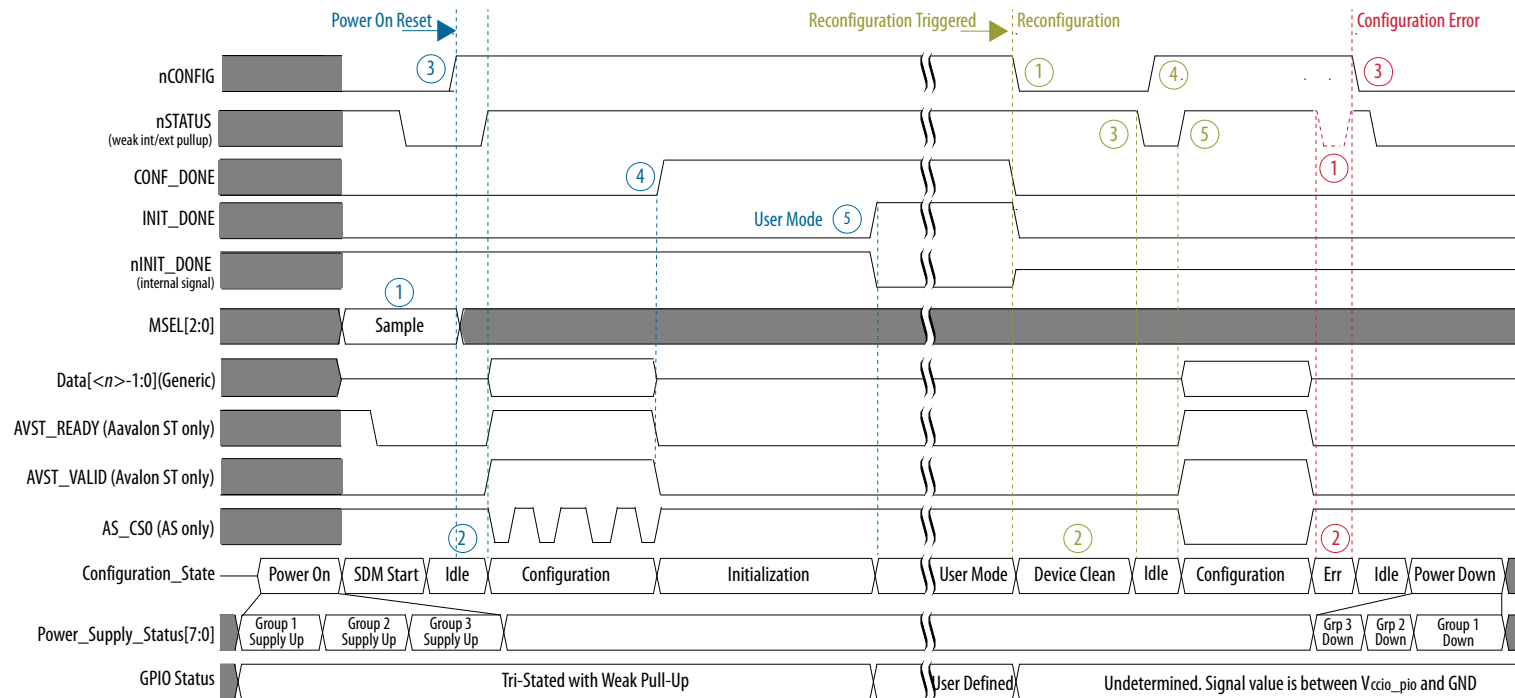 Power On Reset
Reconfiguration Triggered
Reconfiguration
Configuration Error
nCONFIG
3
1
4
3
nSTATUS
(weak int/ext pullup)
3
5
1
CONF_DONE
4
INIT_DONE
User Mode 5
nINIT_DONE
(internal signal)
1
MSEL[2:0]
Sample
Data[<n>-1:0](Generic)
AVST_READY (Aavalon ST only)
AVST_VALID (Avalon ST only)
AS_CS0 (AS only)
2
2
2
Configuration_State
Power On
SDM Start
Idle
Configuration
Initialization
User Mode
Device Clean
Idle
Configuration
Err
Idle
Power Down
Power_Supply_Status[7:0]
Group 1
Supply Up
Group 2
Supply Up
Group 3
Supply Up
Grp 3
Down
Grp 2
Down
Group 1
Down
GPIO Status
Tri-Stated with Weak Pull-Up
User Defined
Undetermined. Signal value is between Vccio_pio and GND